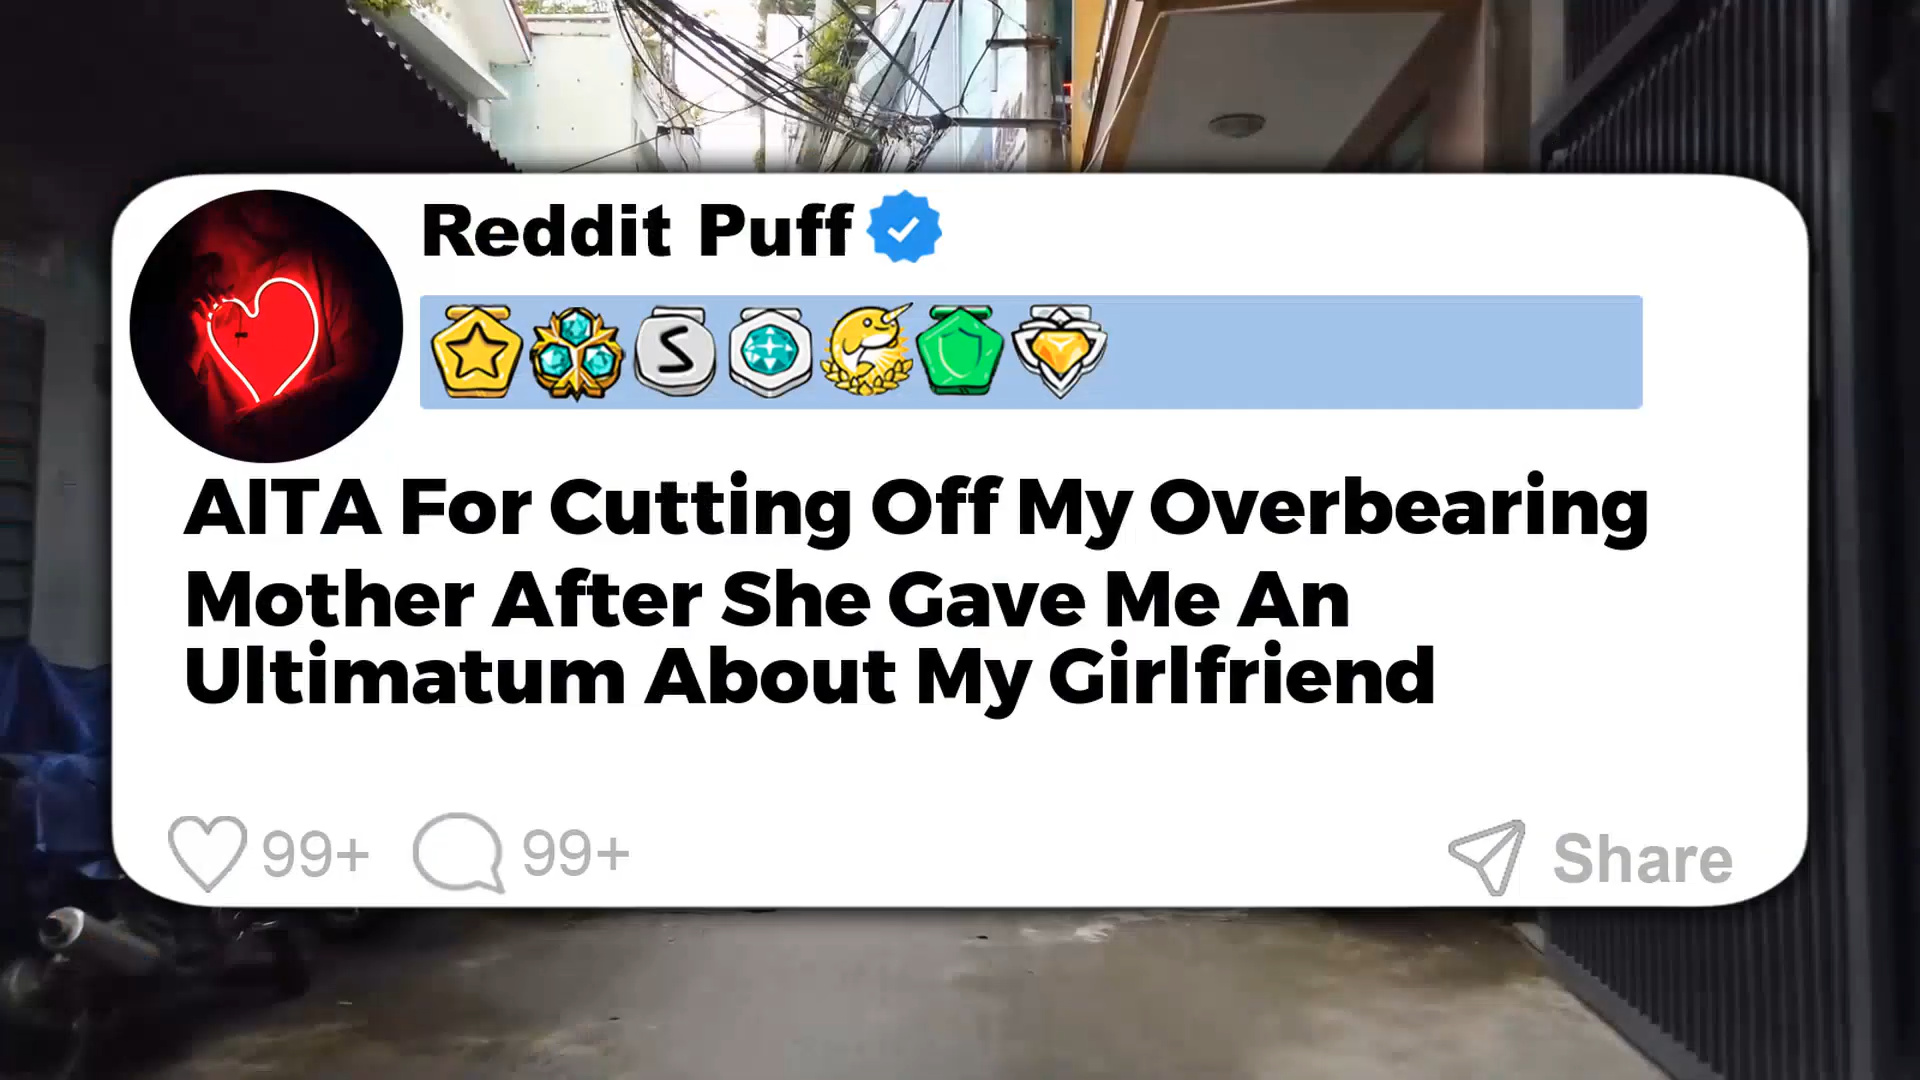 Reddit Puff
S
AITA For Cutting Off My Overbearing
Mother After She Gave Me An
Ultimatum About My Girlfriend
99+ 99+ Share